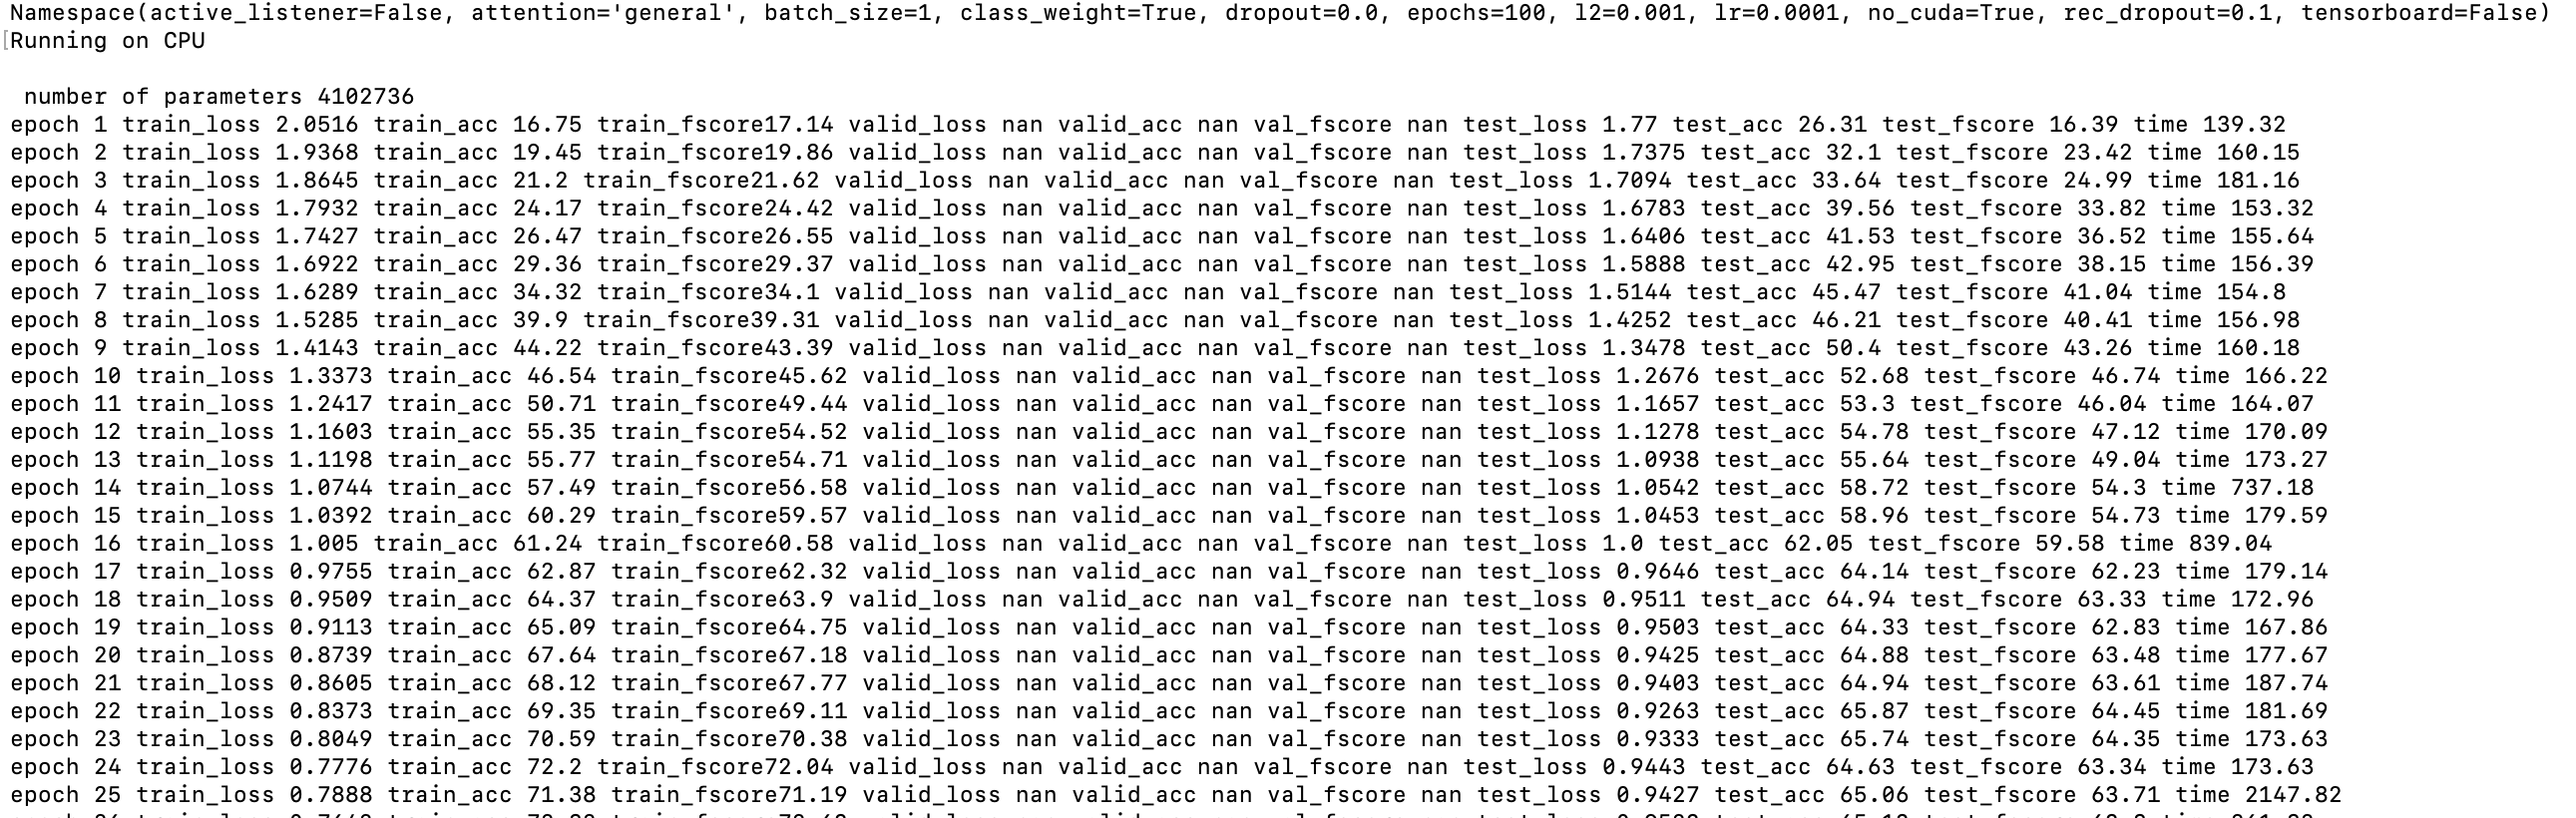 Namespace(active_listener=False, attention='general', batch_size=1, class_weight=True, dropout=0.0, epochs=100, l2=0.001, lr=0.0001, no_cuda=True, rec_dropout=0.1, tensorboard=False)
Running on CPU
number of parameters 4102736
epoch 1 train_loss 2.0516 train_acc 16.75 train_fscore17.14 valid_loss nan valid_acc nan val_fscore nan test_loss 1.77 test_acc 26.31 test_fscore 16.39 time 139.32
epoch 2 train_loss 1.9368 train_acc 19.45 train_fscore19.86 valid_loss nan valid_acc nan val_fscore nan test_loss 1.7375 test_acc 32.1 test_fscore 23.42 time 160.15
epoch 3 train_loss 1.8645 train_acc 21.2 train_fscore21.62 valid_loss nan valid_acc nan val_fscore nan test_loss 1.7094 test_acc 33.64 test_fscore 24.99 time 181.16
epoch 4 train_loss 1.7932 train_acc 24.17 train_fscore24.42 valid_loss nan valid_acc nan val_fscore nan test_loss 1.6783 test_acc 39.56 test_fscore 33.82 time 153.32
epoch 5 train_loss 1.7427 train_acc 26.47 train_fscore26.55 valid_loss nan valid_acc nan val_fscore nan test_loss 1.6406 test_acc 41.53 test_fscore 36.52 time 155.64
epoch 6 train_loss 1.6922 train_acc 29.36 train_fscore29.37 valid_loss nan valid_acc nan val_fscore nan test_loss 1.5888 test_acc 42.95 test_fscore 38.15 time 156.39
epoch 7 train_loss 1.6289 train_acc 34.32 train_fscore34.1 valid_loss nan valid_acc nan val_fscore nan test_loss 1.5144 test_acc 45.47 test_fscore 41.04 time 154.8
epoch 8 train_loss 1.5285 train_acc 39.9 train_fscore39.31 valid_loss nan valid_acc nan val_fscore nan test_loss 1.4252 test_acc 46.21 test_fscore 40.41 time 156.98
epoch 9 train_loss 1.4143 train_acc 44.22 train_fscore43.39 valid_loss nan valid_acc nan val_fscore nan test_loss 1.3478 test_acc 50.4 test_fscore 43.26 time 160.18
epoch 10 train_loss 1.3373 train_acc 46.54 train_fscore45.62 valid_loss nan valid_acc nan val_fscore nan test_loss 1.2676 test_acc 52.68 test_fscore 46.74 time 166.22
epoch 11 train_loss 1.2417 train_acc 50.71 train_fscore49.44 valid_loss nan valid_acc nan val_fscore nan test_loss 1.1657 test_acc 53.3 test_fscore 46.04 time 164.07
epoch 12 train_loss 1.1603 train_acc 55.35 train_fscore54.52 valid_loss nan valid_acc nan val_fscore nan test_loss 1.1278 test_acc 54.78 test_fscore 47.12 time 170.09
epoch 13 train_loss 1.1198 train_acc 55.77 train_fscore54.71 valid_loss nan valid_acc nan val_fscore nan test_loss 1.0938 test_acc 55.64 test_fscore 49.04 time 173.27
epoch 14 train_loss 1.0744 train_acc 57.49 train_fscore56.58 valid_loss nan valid_acc nan val_fscore nan test_loss 1.0542 test_acc 58.72 test_fscore 54.3 time 737.18
epoch 15 train_loss 1.0392 train_acc 60.29 train_fscore59.57 valid_loss nan valid_acc nan val_fscore nan test_loss 1.0453 test_acc 58.96 test_fscore 54.73 time 179.59
epoch 16 train_loss 1.005 train_acc 61.24 train_fscore60.58 valid_loss nan valid_acc nan val_fscore nan test_loss 1.0 test_acc 62.05 test_fscore 59.58 time 839.04
epoch 17 train_loss 0.9755 train_acc 62.87 train_fscore62.32 valid_loss nan valid_acc nan val_fscore nan test_loss 0.9646 test_acc 64.14 test_fscore 62.23 time 179.14
epoch 18 train_loss 0.9509 train_acc 64.37 train_fscore63.9 valid_loss nan valid_acc nan val_fscore nan test_loss 0.9511 test_acc 64.94 test_fscore 63.33 time 172.96
epoch 19 train_loss 0.9113 train_acc 65.09 train_fscore64.75 valid_loss nan valid_acc nan val_fscore nan test_loss 0.9503 test_acc 64.33 test_fscore 62.83 time 167.86
epoch 20 train_loss 0.8739 train_acc 67.64 train_fscore67.18 valid_loss nan valid_acc nan val_fscore nan test_loss 0.9425 test_acc 64.88 test_fscore 63.48 time 177.67
epoch 21 train_loss 0.8605 train_acc 68.12 train_fscore67.77 valid_loss nan valid_acc nan val_fscore nan test_loss 0.9403 test_acc 64.94 test_fscore 63.61 time 187.74
epoch 22 train_loss 0.8373 train_acc 69.35 train_fscore69.11 valid_loss nan valid_acc nan val_fscore nan test_loss 0.9263 test_acc 65.87 test_fscore 64.45 time 181.69
epoch 23 train_loss 0.8049 train_acc 70.59 train_fscore70.38 valid_loss nan valid_acc nan val_fscore nan test_loss 0.9333 test_acc 65.74 test_fscore 64.35 time 173.63
epoch 24 train_loss 0.7776 train_acc 72.2 train_fscore72.04 valid_loss nan valid_acc nan val_fscore nan test_loss 0.9443 test_acc 64.63 test_fscore 63.34 time 173.63
epoch 25 train_loss 0.7888 train_acc 71.38 train_fscore71.19 valid_loss nan valid_acc nan val_fscore nan test_loss 0.9427 test_acc 65.06 test_fscore 63.71 time 2147.82